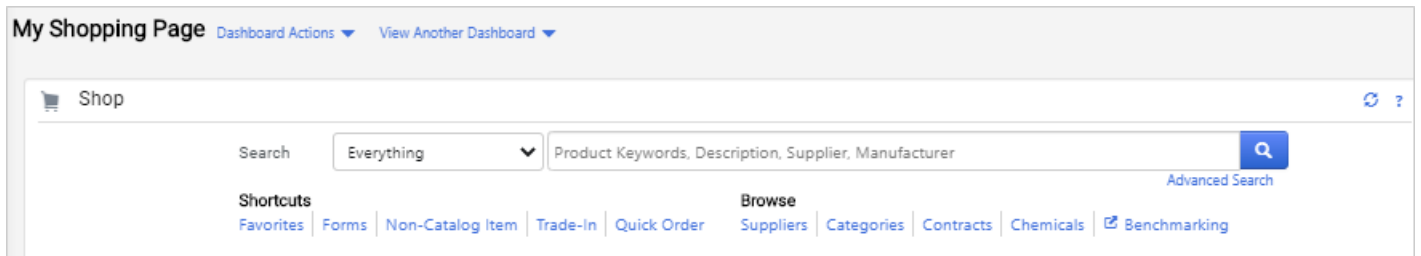 My Shopping Page Dashboard Actions View Another Dashboard
Shop ?
Search Everything Product Keywords, Description, Supplier, Manufacturer
Advanced Search
Shortcuts Browse
Favorites Forms Non-Catalog Item Trade-In Quick Order Suppliers Categories Contracts Chemicals Benchmarking